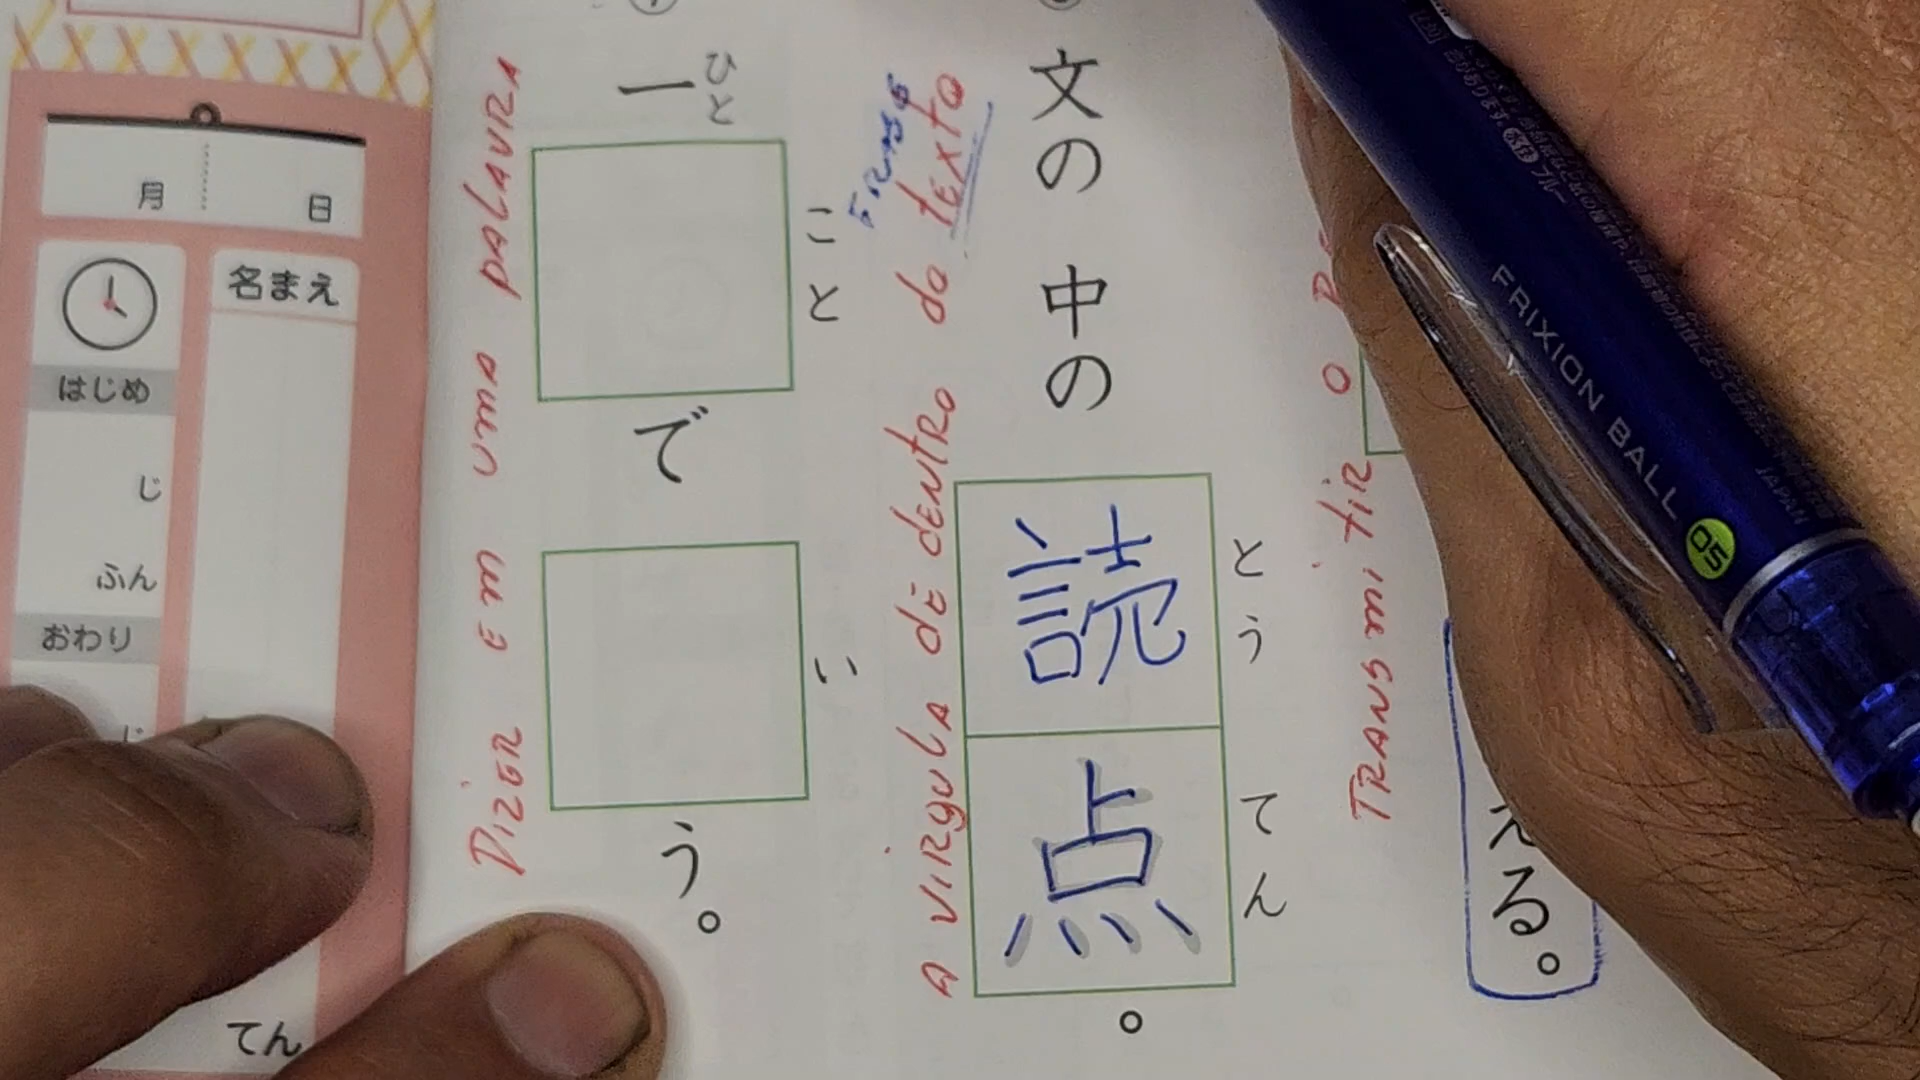 える。
TRANSMITIR O
文の中の読点。
とうてん
A VIRGULA DE DENTRO do tExto
FRASE
一でう。
ひと
こと
い
DIZER EM UMA PALAVRA
月 日
名まえ
はじめ
じ
ふん
おわり
じ
てん
FRIXION BALL
05
JAPAN